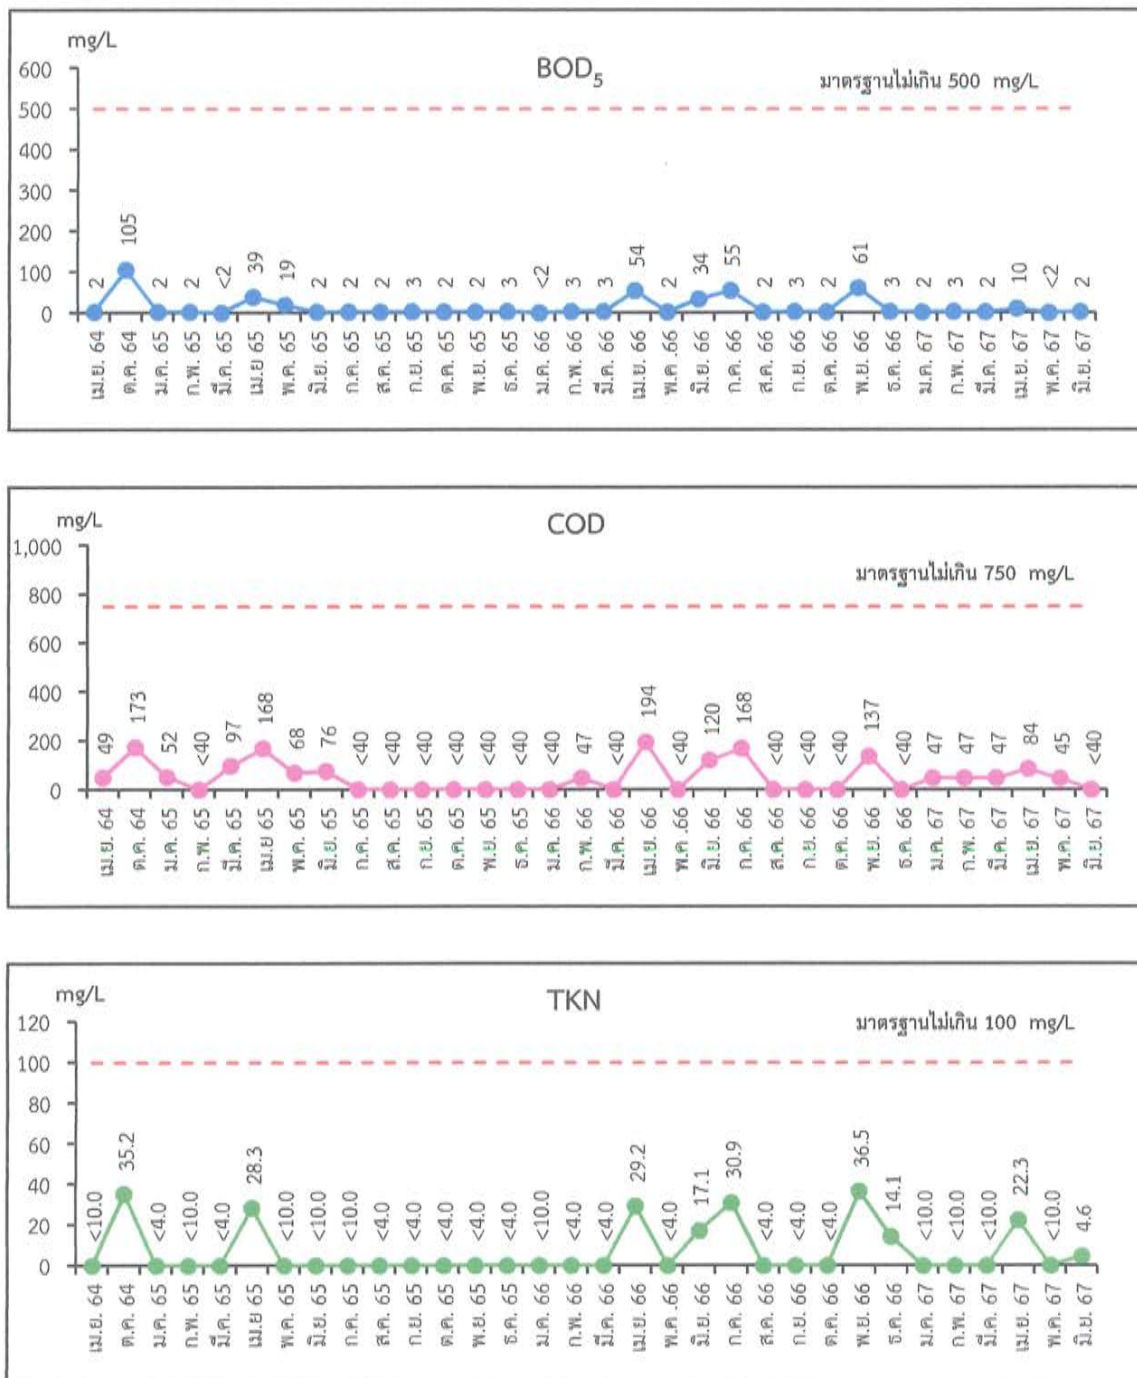 mg/L
BOD5
มาตรฐานไม่เกิน 500 mg/L
600
500
400
300
200
100
0
2 105 2 2 <2 39 19 2 2 2 3 2 2 3 <2 3 3 54 2 34 55 2 3 2 61 3 2 3 2 10 <2 2
เม.ย. 64 ต.ค. 64 ม.ค. 65 ก.พ. 65 มี.ค. 65 เม.ย 65 พ.ค. 65 มิ.ย. 65 ก.ค. 65 ส.ค. 65 ก.ย. 65 ต.ค. 65 พ.ย. 65 ธ.ค. 65 ม.ค. 66 ก.พ. 66 มี.ค. 66 เม.ย. 66 พ.ค .66 มิ.ย. 66 ก.ค. 66 ส.ค. 66 ก.ย. 66 ต.ค. 66 พ.ย. 66 ธ.ค. 66 ม.ค. 67 ก.พ. 67 มี.ค. 67 เม.ย. 67 พ.ค. 67 มิ.ย. 67
mg/L
COD
มาตรฐานไม่เกิน 750 mg/L
1,000
800
600
400
200
0
49 173 52 <40 97 168 68 76 <40 <40 <40 <40 <40 <40 <40 47 <40 194 <40 120 168 <40 <40 <40 137 <40 47 47 47 84 45 <40
เม.ย. 64 ต.ค. 64 ม.ค. 65 ก.พ. 65 มี.ค. 65 เม.ย 65 พ.ค. 65 มิ.ย. 65 ก.ค. 65 ส.ค. 65 ก.ย. 65 ต.ค. 65 พ.ย. 65 ธ.ค. 65 ม.ค. 66 ก.พ. 66 มี.ค. 66 เม.ย. 66 พ.ค .66 มิ.ย. 66 ก.ค. 66 ส.ค. 66 ก.ย. 66 ต.ค. 66 พ.ย. 66 ธ.ค. 66 ม.ค. 67 ก.พ. 67 มี.ค. 67 เม.ย. 67 พ.ค. 67 มิ.ย. 67
mg/L
TKN
มาตรฐานไม่เกิน 100 mg/L
120
100
80
60
40
20
0
<10.0 35.2 <4.0 <10.0 <4.0 28.3 <10.0 <10.0 <10.0 <4.0 <4.0 <4.0 <4.0 <4.0 <10.0 <4.0 <4.0 29.2 <4.0 17.1 30.9 <4.0 <4.0 <4.0 36.5 14.1 <10.0 <10.0 <10.0 22.3 <10.0 4.6
เม.ย. 64 ต.ค. 64 ม.ค. 65 ก.พ. 65 มี.ค. 65 เม.ย 65 พ.ค. 65 มิ.ย. 65 ก.ค. 65 ส.ค. 65 ก.ย. 65 ต.ค. 65 พ.ย. 65 ธ.ค. 65 ม.ค. 66 ก.พ. 66 มี.ค. 66 เม.ย. 66 พ.ค .66 มิ.ย. 66 ก.ค. 66 ส.ค. 66 ก.ย. 66 ต.ค. 66 พ.ย. 66 ธ.ค. 66 ม.ค. 67 ก.พ. 67 มี.ค. 67 เม.ย. 67 พ.ค. 67 มิ.ย. 67